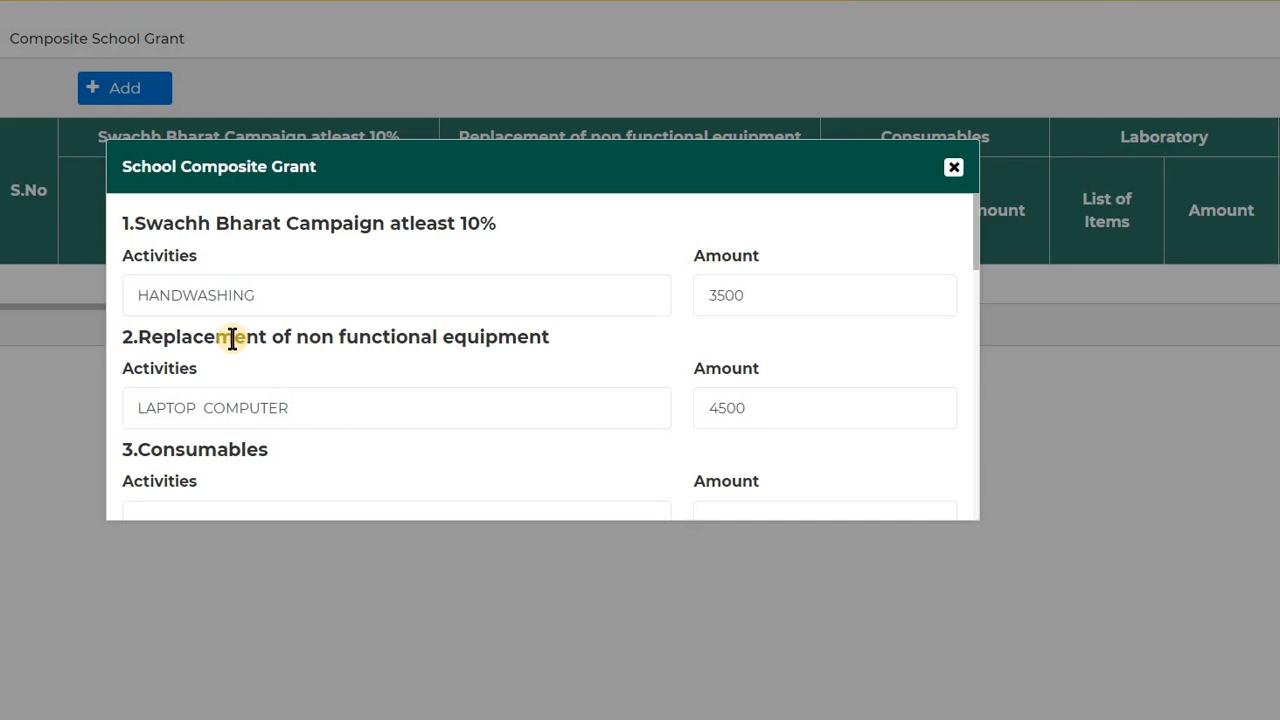 Composite School Grant
+ Add
S.No
Swachh Bharat Campaign atleast 10%
Replacement of non functional equipment
Consumables
Laboratory
List of Items
Amount
School Composite Grant
1.Swachh Bharat Campaign atleast 10%
Activities
Amount
HANDWASHING
3500
2.Replacement of non functional equipment
Activities
Amount
LAPTOP COMPUTER
4500
3.Consumables
Activities
Amount